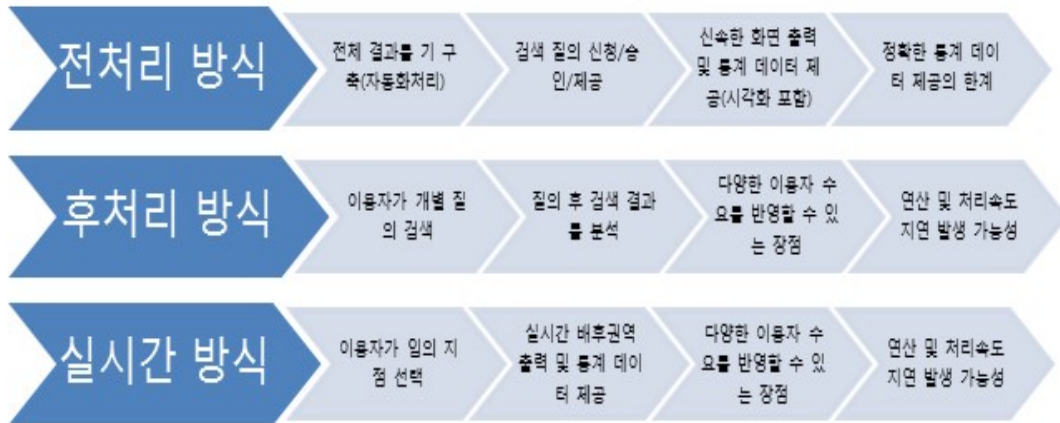 전처리 방식
전체 결과를 기 구
축(자동화처리)
검색 질의 신청/승
인/제공
신속한 화면 출력
및 통계 데이터 제
공(시각화 포함)
정확한 통계 데이
터 제공의 한계
후처리 방식
이용자가 개별 질
의 검색
질의 후 검색 결과
를 분석
다양한 이용자 수
요를 반영할 수 있
는 장점
연산 및 처리속도
지연 발생 가능성
실시간 방식
이용자가 임의 지
점 선택
실시간 배후권역
출력 및 통계 데이
터 제공
다양한 이용자 수
요를 반영할 수 있
는 장점
연산 및 처리속도
지연 발생 가능성